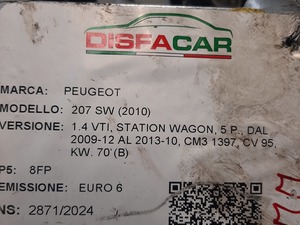 DISFACAR
MARCA: PEUGEOT
MODELLO: 207 SW (2010)
VERSIONE: 1.4 VTI, STATION WAGON, 5 P., DAL
2009-12 AL 2013-10, CM3 1397, CV 95,
KW. 70 (B)
P5: 8FP
EMISSIONE: EURO 6
NS: 2871/2024